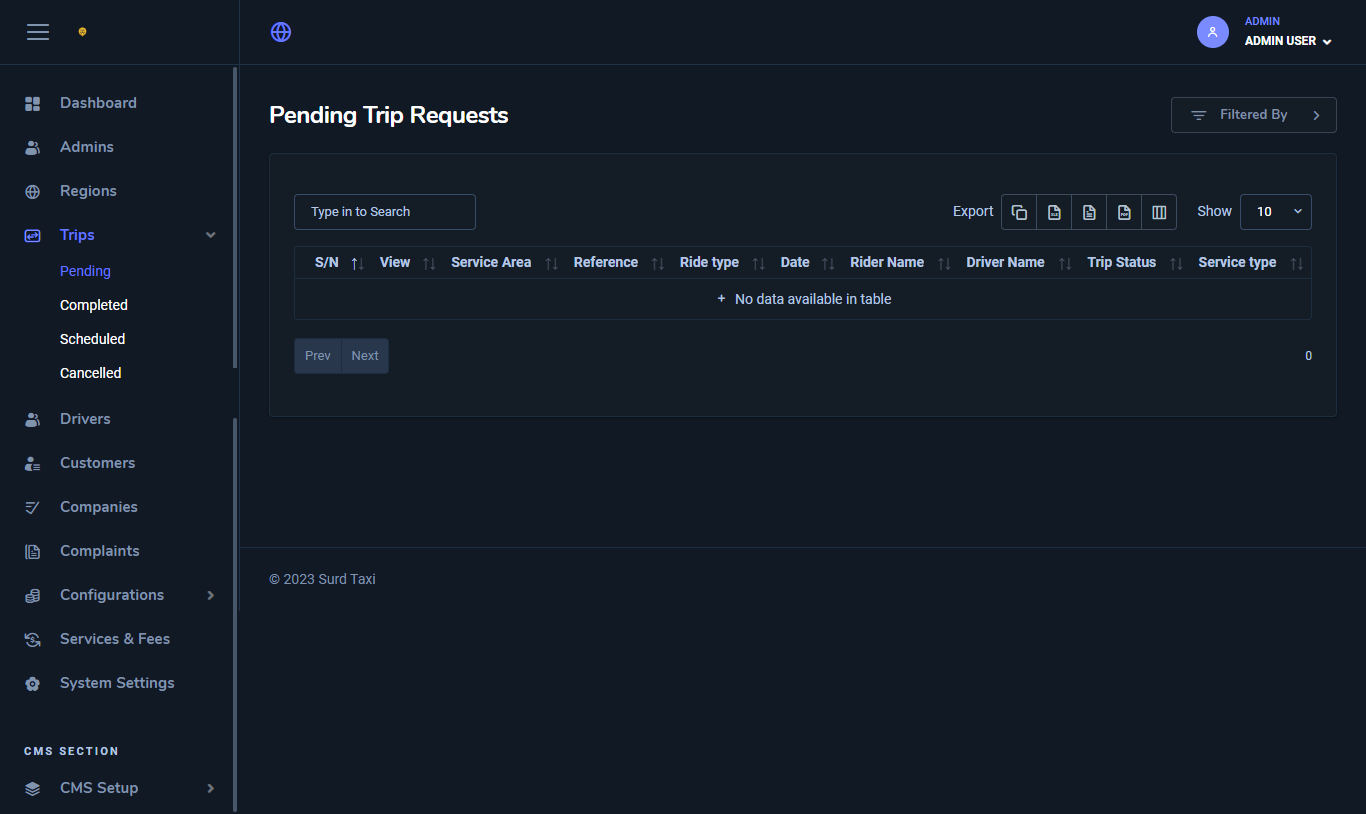 ADMIN
ADMIN USER
Dashboard
Admins
Regions
Trips
Pending
Completed
Scheduled
Cancelled
Drivers
Customers
Companies
Complaints
Configurations
Services & Fees
System Settings
CMS SECTION
CMS Setup
Pending Trip Requests
Filtered By
Type in to Search
Export
Show 10
S/N View Service Area Reference Ride type Date Rider Name Driver Name Trip Status Service type
+ No data available in table
Prev Next
0
© 2023 Surd Taxi